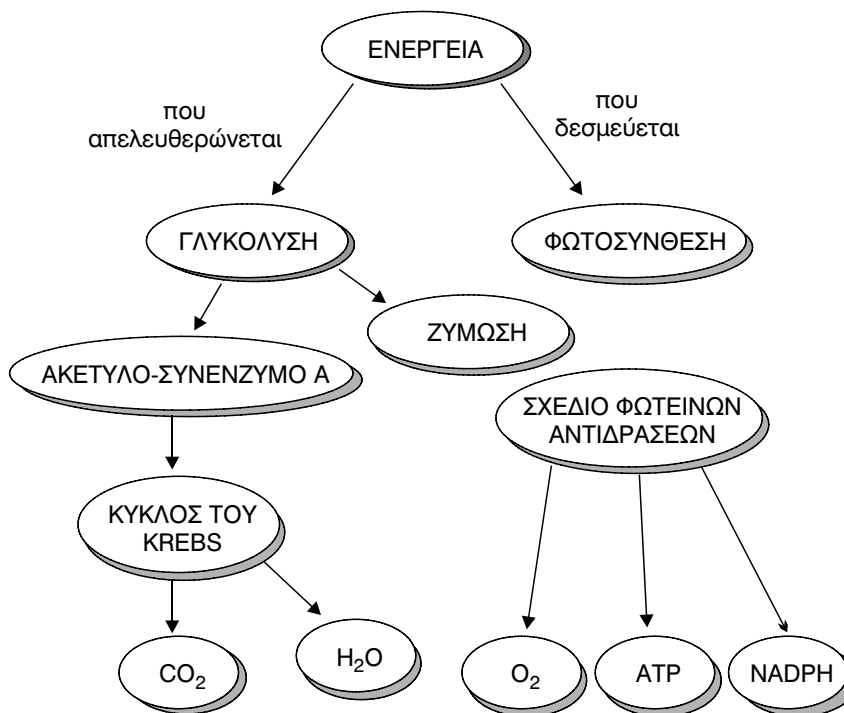 ΕΝΕΡΓΕΙΑ
που
απελευθερώνεται
που
δεσμεύεται
ΓΛΥΚΟΛΥΣΗ
ΦΩΤΟΣΥΝΘΕΣΗ
ΖΥΜΩΣΗ
ΑΚΕΤΥΛΟ-ΣΥΝΕΝΖΥΜΟ Α
ΣΧΕΔΙΟ ΦΩΤΕΙΝΩΝ
ΑΝΤΙΔΡΑΣΕΩΝ
ΚΥΚΛΟΣ ΤΟΥ
KREBS
CO₂
H₂O
O₂
ATP
NADPH